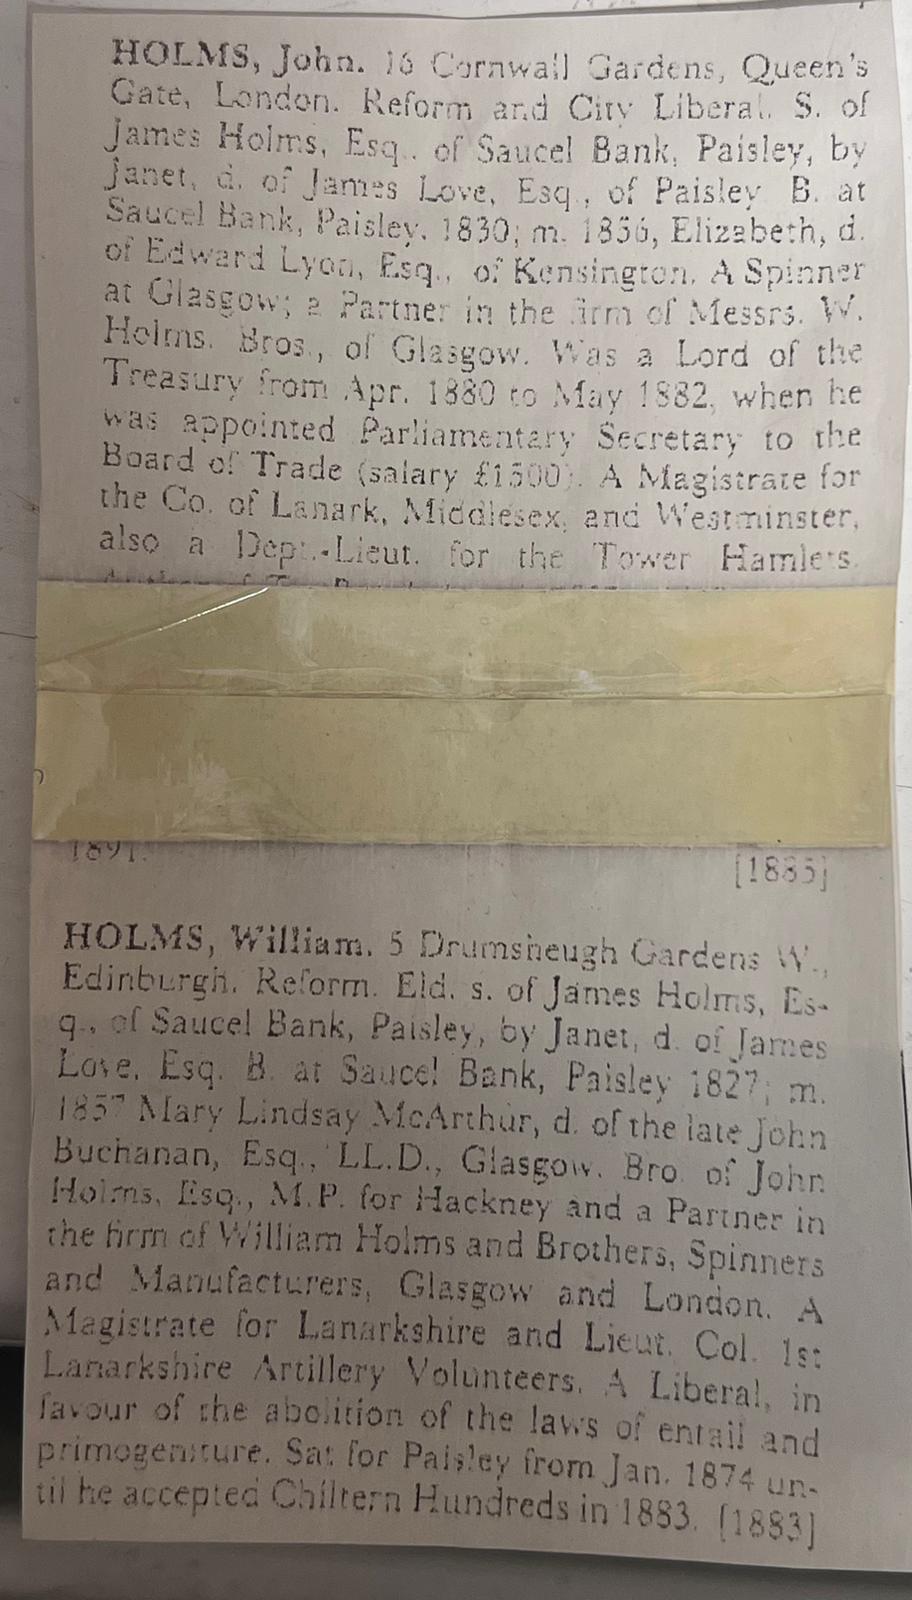 HOLMS, John. 16 Cornwall Gardens, Queen's
Gate, London. Reform and City Liberal. S. of
James Holms, Esq., of Saucel Bank, Paisley, by
Janet, d. of James Love, Esq., of Paisley. B. at
Saucel Bank, Paisley, 1830; m. 1856, Elizabeth, d.
of Edward Lyon, Esq., of Kensington. A Spinner
at Glasgow; a Partner in the firm of Messrs. W.
Holms, Bros., of Glasgow. Was a Lord of the
Treasury from Apr. 1880 to May 1882, when he
was appointed Parliamentary Secretary to the
Board of Trade (salary £1500). A Magistrate for
the Co. of Lanark, Middlesex, and Westminster,
also a Dept.-Lieut. for the Tower Hamlets.
1891. [1885]
HOLMS, William. 5 Drumsheugh Gardens W.,
Edinburgh. Reform. Eld. s. of James Holms, Es-
q., of Saucel Bank, Paisley, by Janet, d. of James
Love, Esq. B. at Saucel Bank, Paisley 1827; m.
1857 Mary Lindsay McArthur, d. of the late John
Buchanan, Esq., LL.D., Glasgow. Bro. of John
Holms, Esq., M.P. for Hackney and a Partner in
the firm of William Holms and Brothers, Spinners
and Manufacturers, Glasgow and London. A
Magistrate for Lanarkshire and Lieut. Col. 1st
Lanarkshire Artillery Volunteers. A Liberal, in
favour of the abolition of the laws of entail and
primogeniture. Sat for Paisley from Jan. 1874 un-
til he accepted Chiltern Hundreds in 1883. [1883]